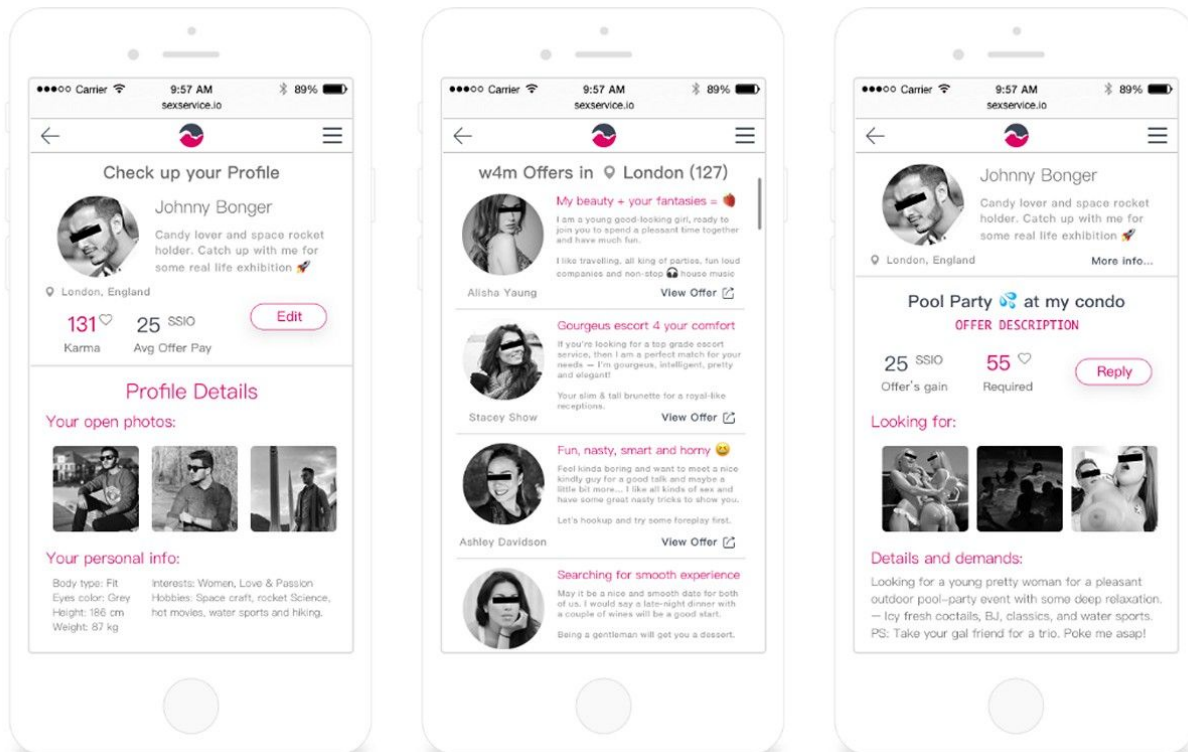 Carrier 9:57 AM 89%
sexservice.io
Check up your Profile
Johnny Bonger
Candy lover and space rocket
holder. Catch up with me for
some real life exhibition 🚀
London, England
131♡ 25 SSIO
Karma Avg Offer Pay
Edit
Profile Details
Your open photos:
Your personal info:
Body type: Fit
Eyes color: Grey
Height: 186 cm
Weight: 87 kg
Interests: Women, Love & Passion
Hobbies: Space craft, rocket Science,
hot movies, water sports and hiking.
Carrier 9:57 AM 89%
sexservice.io
w4m Offers in London (127)
My beauty + your fantasies = 🍓
I am a young good-looking girl, ready to
join you to spend a pleasant time together
and have much fun.
I like travelling, all king of parties, fun loud
companies and non-stop 🎧 house music
Alisha Yaung
View Offer
Gourgeus escort 4 your comfort
If you're looking for a top grade escort
service, then I am a perfect match for your
needs — I'm gourgeus, intelligent, pretty
and elegant!
Your slim & tall brunette for a royal-like
receptions.
Stacey Show
View Offer
Fun, nasty, smart and horny 😄
Feel kinda boring and want to meet a nice
kindly guy for a good talk and maybe a
little bit more... I like all kinds of sex and
have some great nasty tricks to show you.
Let's hookup and try some foreplay first.
Ashley Davidson
View Offer
Searching for smooth experience
May it be a nice and smooth date for both
of us. I would say a late-night dinner with
a couple of wines will be a good start.
Being a gentleman will get you a dessert.
Carrier 9:57 AM 89%
sexservice.io
Johnny Bonger
Candy lover and space rocket
holder. Catch up with me for
some real life exhibition 🚀
London, England
More info...
Pool Party 💦 at my condo
OFFER DESCRIPTION
25 SSIO 55 ♡
Offer's gain Required
Reply
Looking for:
Details and demands:
Looking for a young pretty woman for a pleasant
outdoor pool-party event with some deep relaxation.
— Icy fresh coctails, BJ, classics, and water sports.
PS: Take your gal friend for a trio. Poke me asap!